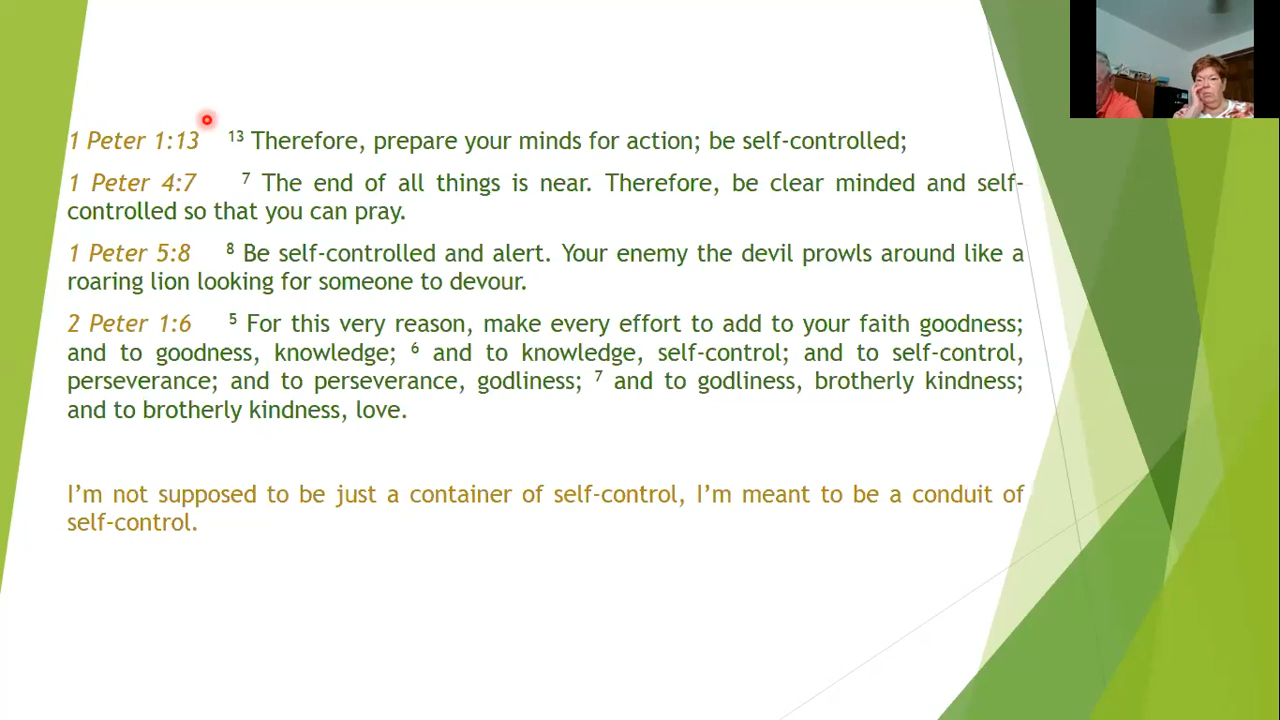 1 Peter 1:13 ¹³ Therefore, prepare your minds for action; be self-controlled;
1 Peter 4:7 ⁷ The end of all things is near. Therefore, be clear minded and self-
controlled so that you can pray.
1 Peter 5:8 ⁸ Be self-controlled and alert. Your enemy the devil prowls around like a
roaring lion looking for someone to devour.
2 Peter 1:6 ⁵ For this very reason, make every effort to add to your faith goodness;
and to goodness, knowledge; ⁶ and to knowledge, self-control; and to self-control,
perseverance; and to perseverance, godliness; ⁷ and to godliness, brotherly kindness;
and to brotherly kindness, love.
I'm not supposed to be just a container of self-control, I'm meant to be a conduit of
self-control.